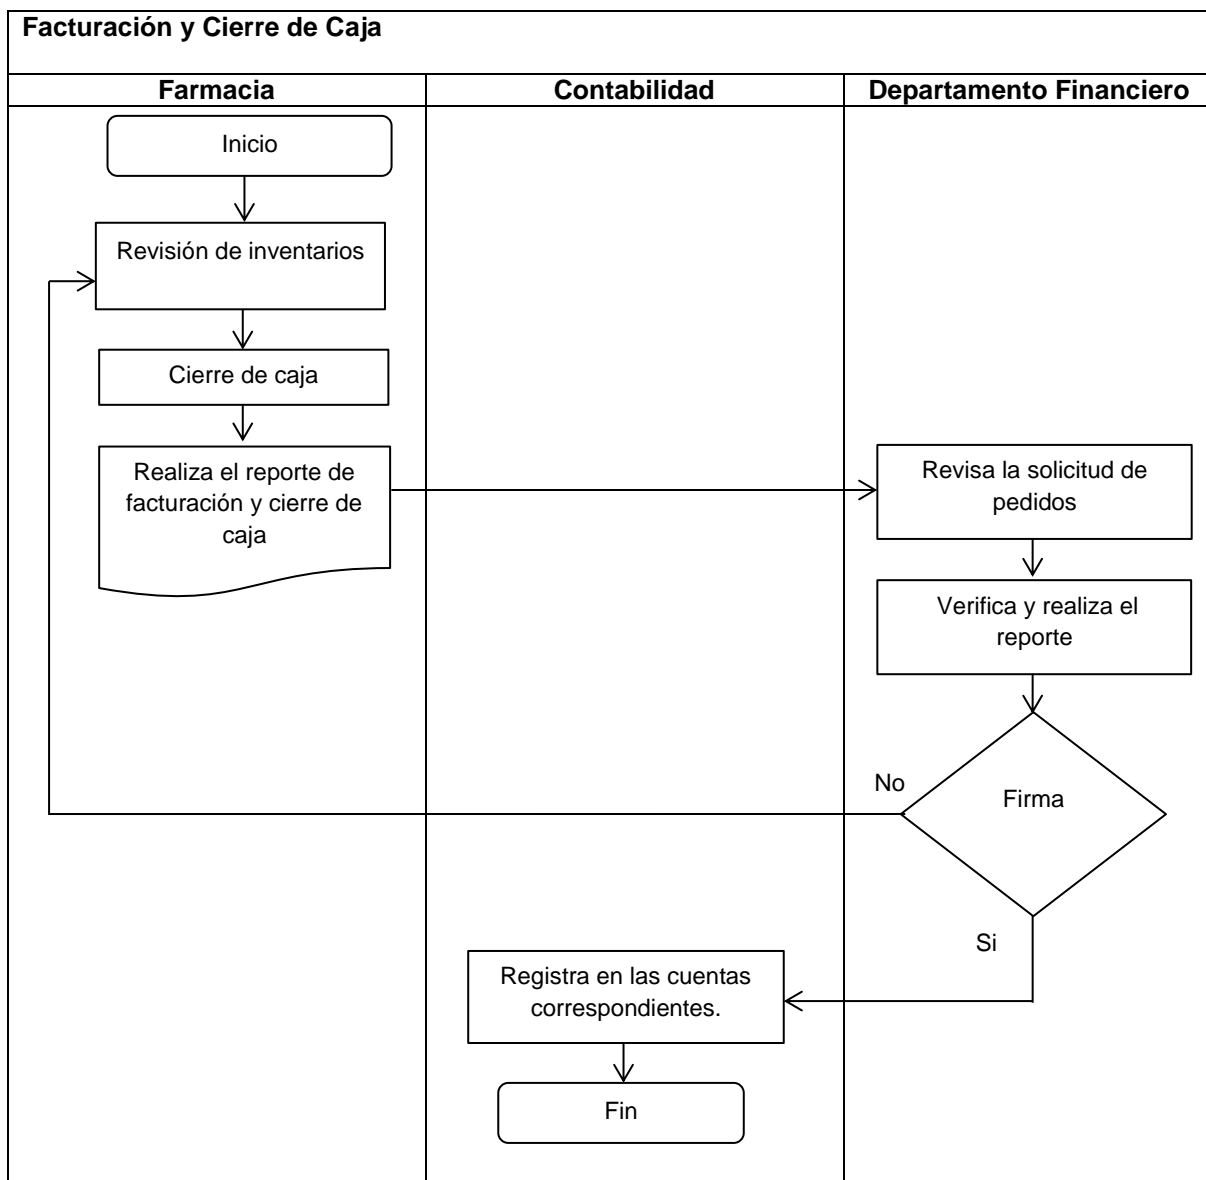 Facturación y Cierre de Caja
Farmacia
Contabilidad
Departamento Financiero
Inicio
Revisión de inventarios
Cierre de caja
Realiza el reporte de
facturación y cierre de
caja
Revisa la solicitud de
pedidos
Verifica y realiza el
reporte
No
Firma
Si
Registra en las cuentas
correspondientes.
Fin